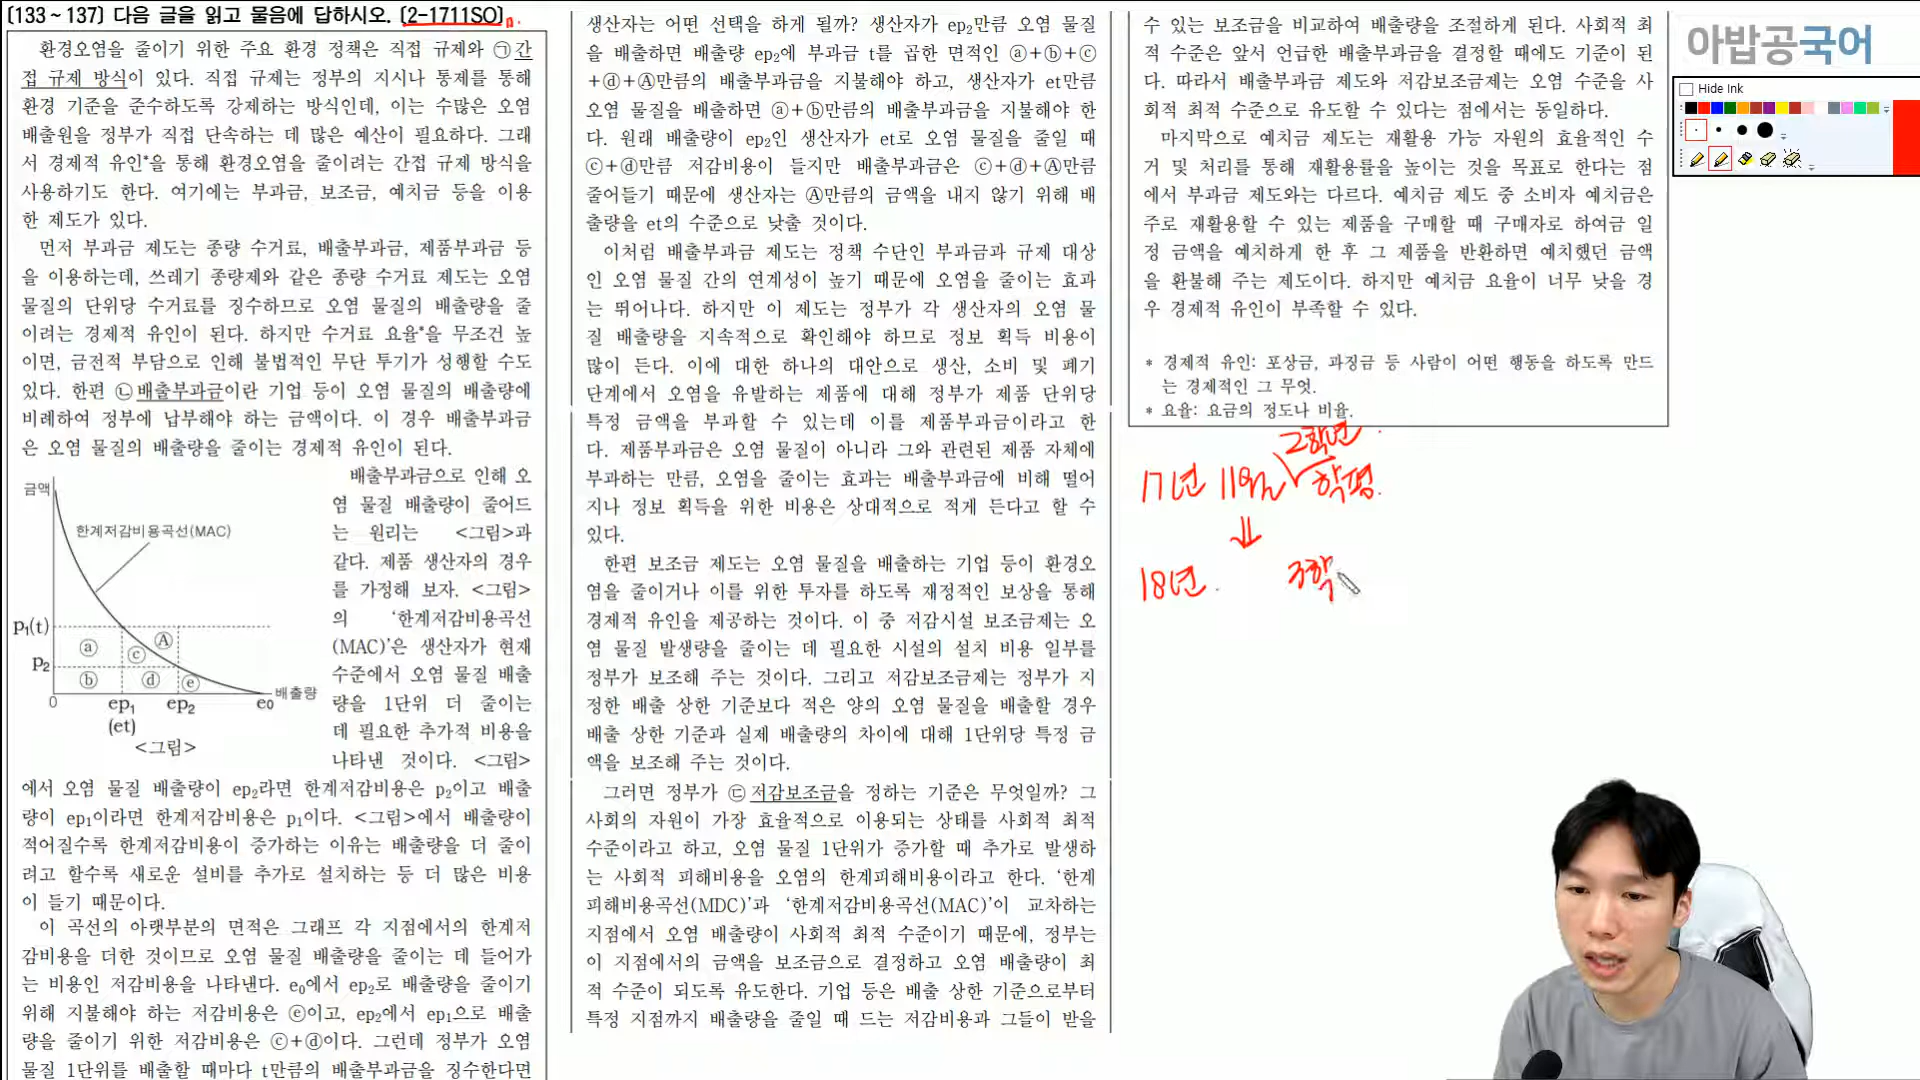 [133～137] 다음 글을 읽고 물음에 답하시오. [2-1711SO]
환경오염을 줄이기 위한 주요 환경 정책은 직접 규제와 ㉠간
접 규제 방식이 있다. 직접 규제는 정부의 지시나 통제를 통해
환경 기준을 준수하도록 강제하는 방식인데, 이는 수많은 오염
배출원을 정부가 직접 단속하는 데 많은 예산이 필요하다. 그래
서 경제적 유인*을 통해 환경오염을 줄이려는 간접 규제 방식을
사용하기도 한다. 여기에는 부과금, 보조금, 예치금 등을 이용
한 제도가 있다.
먼저 부과금 제도는 종량 수거료, 배출부과금, 제품부과금 등
을 이용하는데, 쓰레기 종량제와 같은 종량 수거료 제도는 오염
물질의 단위당 수거료를 징수하므로 오염 물질의 배출량을 줄
이려는 경제적 유인이 된다. 하지만 수거료 요율*을 무조건 높
이면, 금전적 부담으로 인해 불법적인 무단 투기가 성행할 수도
있다. 한편 ㉡배출부과금이란 기업 등이 오염 물질의 배출량에
비례하여 정부에 납부해야 하는 금액이다. 이 경우 배출부과금
은 오염 물질의 배출량을 줄이는 경제적 유인이 된다.
금액
한계저감비용곡선(MAC)
p₁(t)
p₂
ⓐ
ⓒ
Ⓐ
ⓑ
ⓓ
ⓔ
배출량
0
ep₁
ep₂
e₀
(et)
<그림>
배출부과금으로 인해 오
염 물질 배출량이 줄어드
는 원리는 <그림>과
같다. 제품 생산자의 경우
를 가정해 보자. <그림>
의 ‘한계저감비용곡선
(MAC)’은 생산자가 현재
수준에서 오염 물질 배출
량을 1단위 더 줄이는
데 필요한 추가적 비용을
나타낸 것이다. <그림>
에서 오염 물질 배출량이 ep₂라면 한계저감비용은 p₂이고 배출
량이 ep₁이라면 한계저감비용은 p₁이다. <그림>에서 배출량이
적어질수록 한계저감비용이 증가하는 이유는 배출량을 더 줄이
려고 할수록 새로운 설비를 추가로 설치하는 등 더 많은 비용
이 들기 때문이다.
이 곡선의 아랫부분의 면적은 그래프 각 지점에서의 한계저
감비용을 더한 것이므로 오염 물질 배출량을 줄이는 데 들어가
는 비용인 저감비용을 나타낸다. e₀에서 ep₂로 배출량을 줄이기
위해 지불해야 하는 저감비용은 ⓔ이고, ep₂에서 ep₁으로 배출
량을 줄이기 위한 저감비용은 ⓒ+ⓓ이다. 그런데 정부가 오염
물질 1단위를 배출할 때마다 t만큼의 배출부과금을 징수한다면
생산자는 어떤 선택을 하게 될까? 생산자가 ep₂만큼 오염 물질
을 배출하면 배출량 ep₂에 부과금 t를 곱한 면적인 ⓐ+ⓑ+ⓒ
+ⓓ+Ⓐ만큼의 배출부과금을 지불해야 하고, 생산자가 et만큼
오염 물질을 배출하면 ⓐ+ⓑ만큼의 배출부과금을 지불해야 한
다. 원래 배출량이 ep₂인 생산자가 et로 오염 물질을 줄일 때
ⓒ+ⓓ만큼 저감비용이 들지만 배출부과금은 ⓒ+ⓓ+Ⓐ만큼
줄어들기 때문에 생산자는 Ⓐ만큼의 금액을 내지 않기 위해 배
출량을 et의 수준으로 낮출 것이다.
이처럼 배출부과금 제도는 정책 수단인 부과금과 규제 대상
인 오염 물질 간의 연계성이 높기 때문에 오염을 줄이는 효과
는 뛰어나다. 하지만 이 제도는 정부가 각 생산자의 오염 물
질 배출량을 지속적으로 확인해야 하므로 정보 획득 비용이
많이 든다. 이에 대한 하나의 대안으로 생산, 소비 및 폐기
단계에서 오염을 유발하는 제품에 대해 정부가 제품 단위당
특정 금액을 부과할 수 있는데 이를 제품부과금이라고 한
다. 제품부과금은 오염 물질이 아니라 그와 관련된 제품 자체에
부과하는 만큼, 오염을 줄이는 효과는 배출부과금에 비해 떨어
지나 정보 획득을 위한 비용은 상대적으로 적게 든다고 할 수
있다.
한편 보조금 제도는 오염 물질을 배출하는 기업 등이 환경오
염을 줄이거나 이를 위한 투자를 하도록 재정적인 보상을 통해
경제적 유인을 제공하는 것이다. 이 중 저감시설 보조금제는 오
염 물질 발생량을 줄이는 데 필요한 시설의 설치 비용 일부를
정부가 보조해 주는 것이다. 그리고 저감보조금제는 정부가 지
정한 배출 상한 기준보다 적은 양의 오염 물질을 배출할 경우
배출 상한 기준과 실제 배출량의 차이에 대해 1단위당 특정 금
액을 보조해 주는 것이다.
그러면 정부가 ㉢저감보조금을 정하는 기준은 무엇일까? 그
사회의 자원이 가장 효율적으로 이용되는 상태를 사회적 최적
수준이라고 하고, 오염 물질 1단위가 증가할 때 추가로 발생하
는 사회적 피해비용을 오염의 한계피해비용이라고 한다. ‘한계
피해비용곡선(MDC)’과 ‘한계저감비용곡선(MAC)’이 교차하는
지점에서 오염 배출량이 사회적 최적 수준이기 때문에, 정부는
이 지점에서의 금액을 보조금으로 결정하고 오염 배출량이 최
적 수준이 되도록 유도한다. 기업 등은 배출 상한 기준으로부터
특정 지점까지 배출량을 줄일 때 드는 저감비용과 그들이 받을
수 있는 보조금을 비교하여 배출량을 조절하게 된다. 사회적 최
적 수준은 앞서 언급한 배출부과금을 결정할 때에도 기준이 된
다. 따라서 배출부과금 제도와 저감보조금제는 오염 수준을 사
회적 최적 수준으로 유도할 수 있다는 점에서는 동일하다.
마지막으로 예치금 제도는 재활용 가능 자원의 효율적인 수
거 및 처리를 통해 재활용률을 높이는 것을 목표로 한다는 점
에서 부과금 제도와는 다르다. 예치금 제도 중 소비자 예치금은
주로 재활용할 수 있는 제품을 구매할 때 구매자로 하여금 일
정 금액을 예치하게 한 후 그 제품을 반환하면 예치했던 금액
을 환불해 주는 제도이다. 하지만 예치금 요율이 너무 낮을 경
우 경제적 유인이 부족할 수 있다.
* 경제적 유인: 포상금, 과징금 등 사람이 어떤 행동을 하도록 만드
는 경제적인 그 무엇.
* 요율: 요금의 정도나 비율.
2학년
17년 11월 학평.
⇓
18년. 3학
아밥공국어
Hide Ink